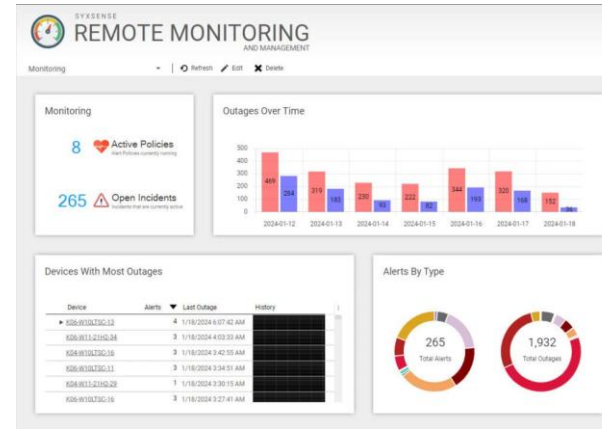 SYXSENSE
REMOTE MONITORING
AND MANAGEMENT
Monitoring
Refresh Edit Delete
Monitoring
8 Active Policies
Alert Policies currently running
265 Open Incidents
Incidents that are currently active
Outages Over Time
500
400
300
200
100
0
469 284 319 183 230 93 222 82 344 193 320 168 152 36
2024-01-12 2024-01-13 2024-01-14 2024-01-15 2024-01-16 2024-01-17 2024-01-18
Devices With Most Outages
Device Alerts Last Outage History
K06-W10LTSC-13 4 1/18/2024 6:07:42 AM
K06-W11-21H2-34 3 1/18/2024 4:03:33 AM
K04-W10LTSC-16 3 1/18/2024 3:42:55 AM
K06-W10LTSC-11 3 1/18/2024 3:34:51 AM
K04-W11-21H2-29 1 1/18/2024 3:30:15 AM
K06-W10LTSC-16 3 1/18/2024 3:27:41 AM
Alerts By Type
265
Total Alerts
1,932
Total Outages